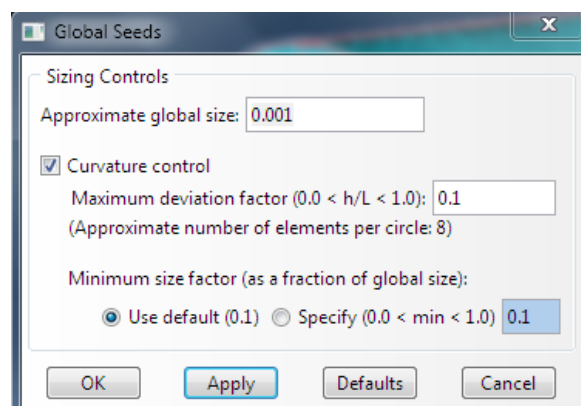 Global Seeds
x
Sizing Controls
Approximate global size: 0.001
Curvature control
Maximum deviation factor (0.0 < h/L < 1.0): 0.1
(Approximate number of elements per circle: 8)
Minimum size factor (as a fraction of global size):
Use default (0.1) Specify (0.0 < min < 1.0) 0.1
OK Apply Defaults Cancel